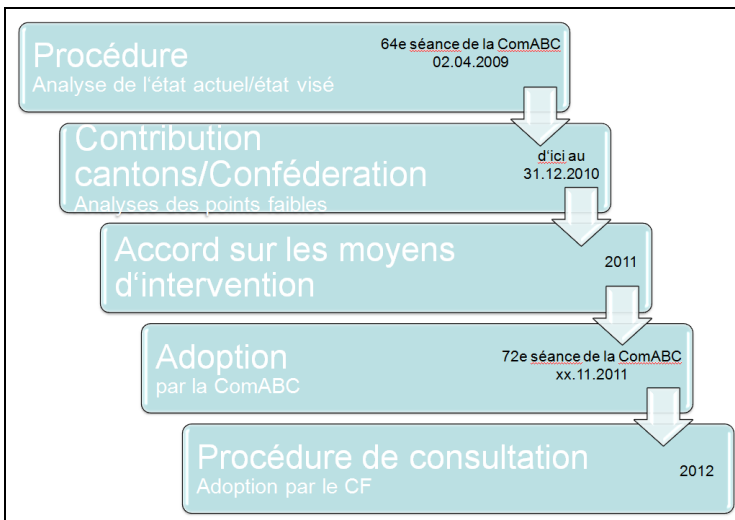 Procédure
Analyse de l'état actuel/état visé
64e séance de la ComABC
02.04.2009
Contribution
cantons/Conféderation
Analyses des points faibles
d'ici au
31.12.2010
Accord sur les moyens
d'intervention
2011
Adoption
par la ComABC
72e séance de la ComABC
xx.11.2011
Procédure de consultation
Adoption par le CF
2012